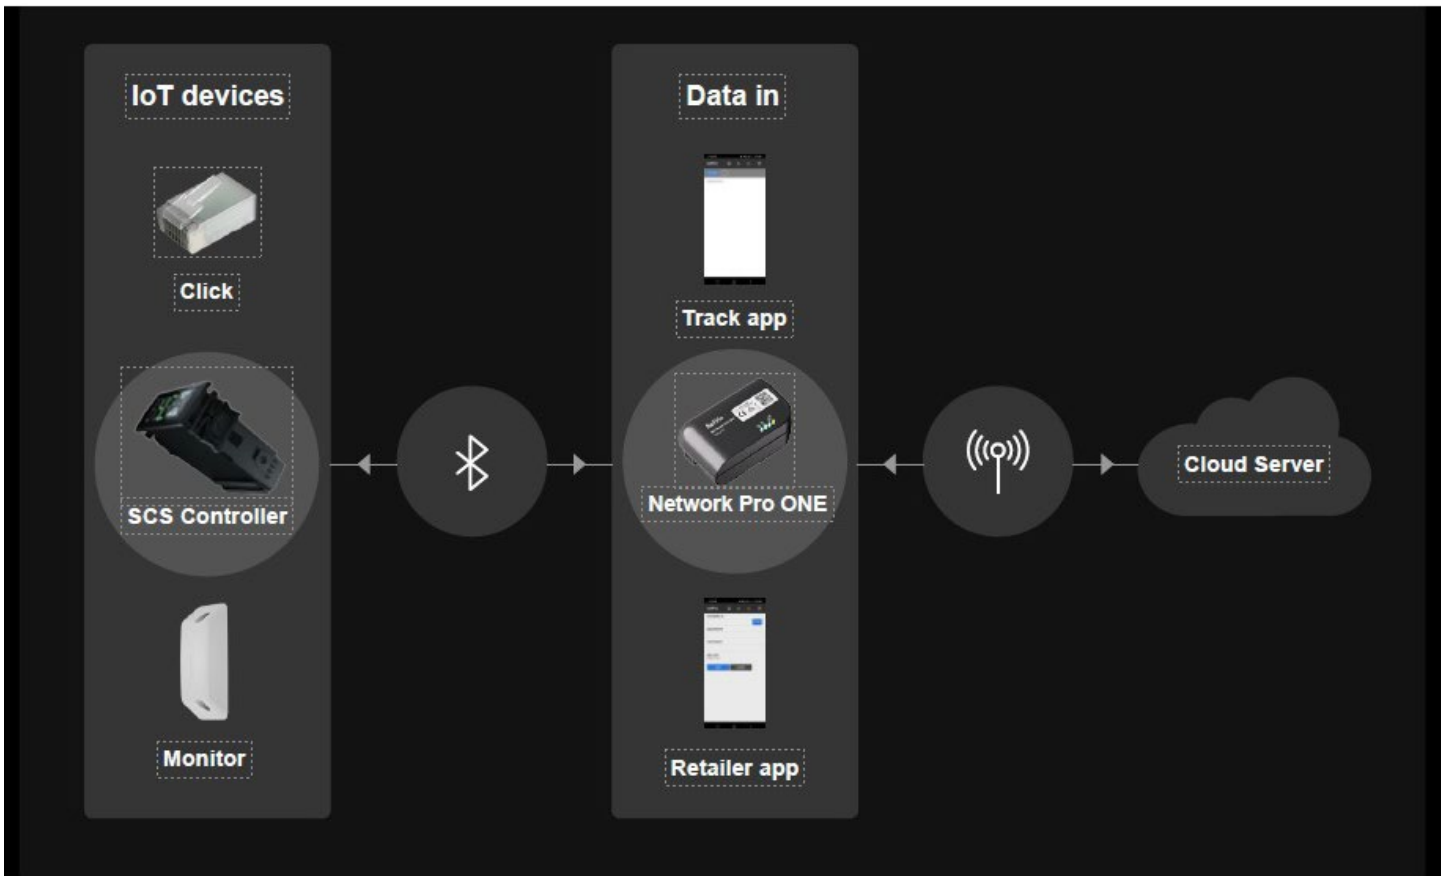 IoT devices
Data in
Click
Track app
SCS Controller
Network Pro ONE
Cloud Server
Monitor
Retailer app